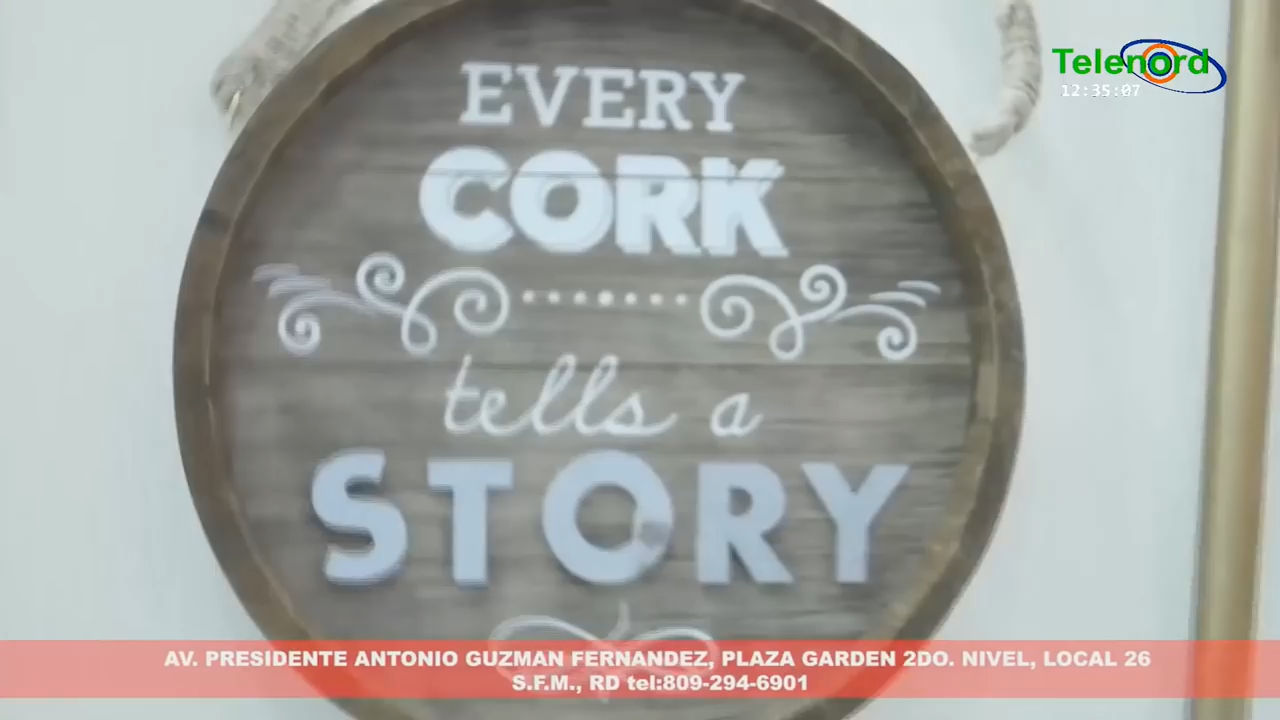 Telenord
12:35:07
EVERY
CORK
tells a
STORY
AV. PRESIDENTE ANTONIO GUZMAN FERNANDEZ, PLAZA GARDEN 2DO. NIVEL, LOCAL 26
S.F.M., RD tel:809-294-6901